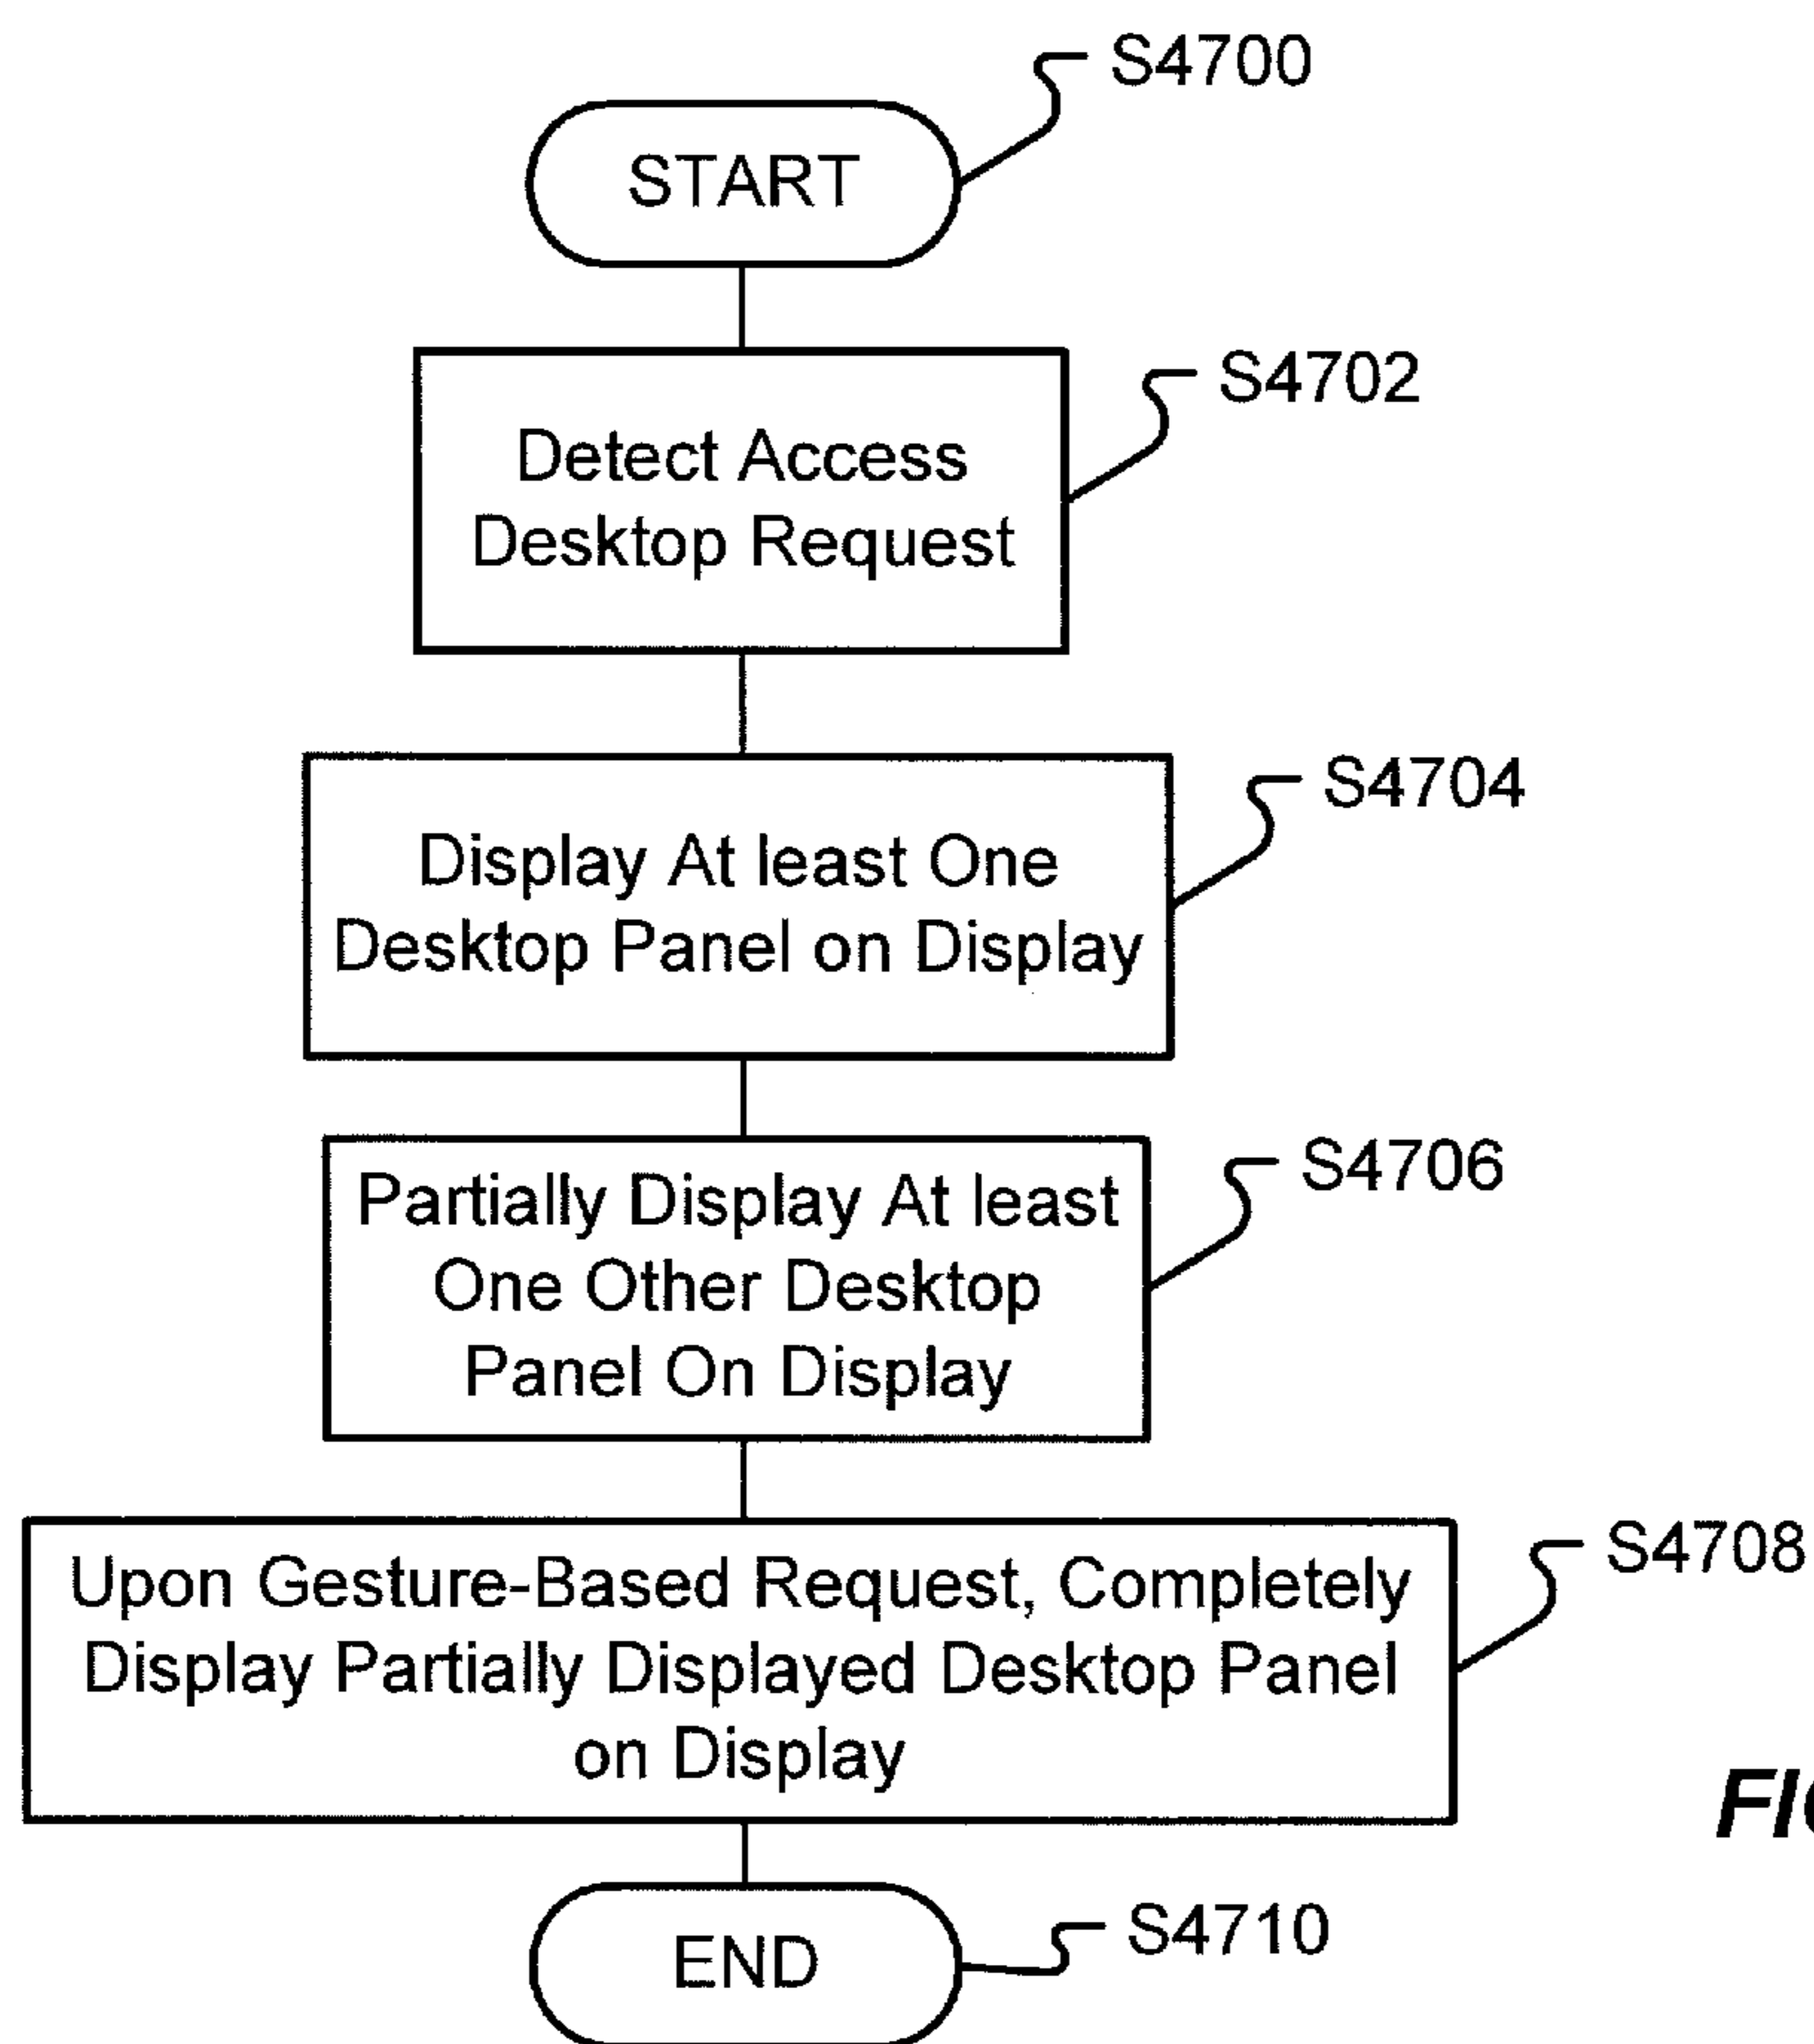 S4700
START
S4702
Detect Access
Desktop Request
S4704
Display At least One
Desktop Panel on Display
S4706
Partially Display At least
One Other Desktop
Panel On Display
S4708
Upon Gesture-Based Request, Completely
Display Partially Displayed Desktop Panel
on Display
S4710
END